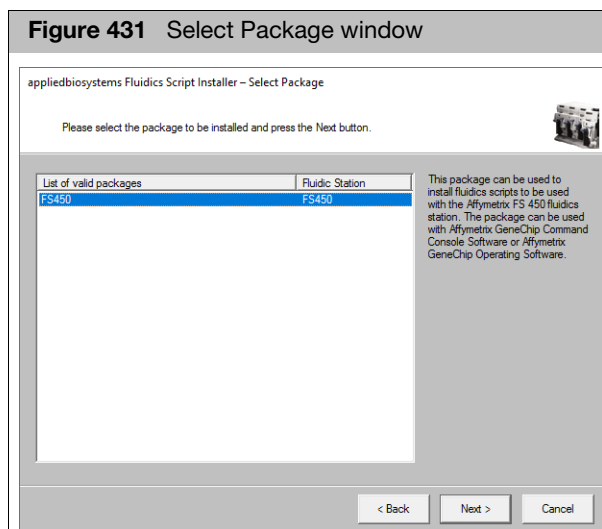 Figure 431 Select Package window
appliedbiosystems Fluidics Script Installer – Select Package
Please select the package to be installed and press the Next button.
List of valid packages Fluidic Station
FS450 FS450
This package can be used to
install fluidics scripts to be used
with the Affymetrix FS 450 fluidics
station. The package can be used
with Affymetrix GeneChip Command
Console Software or Affymetrix
GeneChip Operating Software.
< Back Next > Cancel